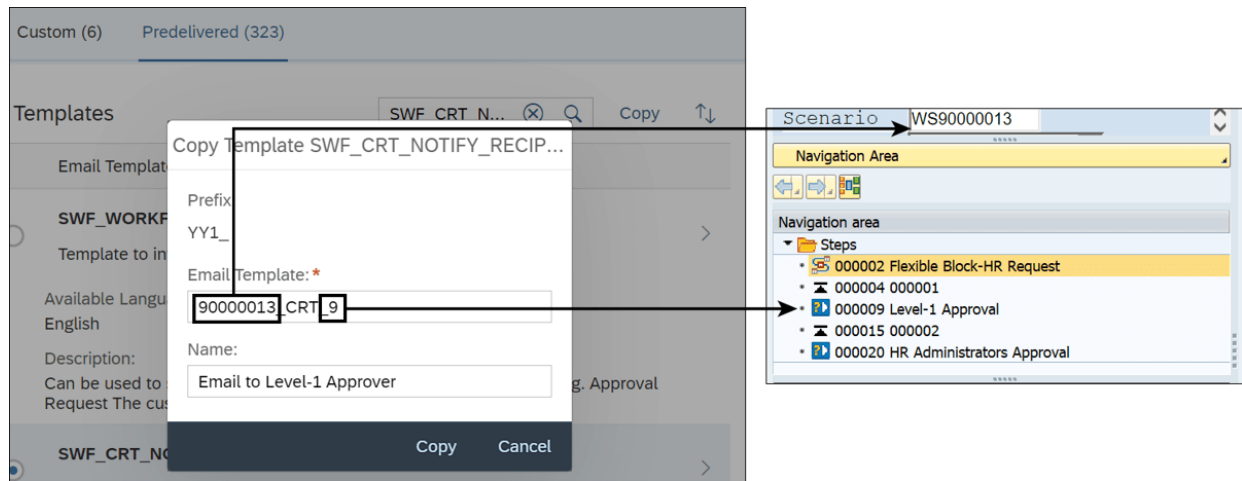 Custom (6) Predelivered (323)
Templates
SWF_CRT_N... Copy
Copy Template SWF_CRT_NOTIFY_RECIP...
Email Templat
Prefix
YY1_
SWF_WORKF
Template to in
Email Template: *
90000013_CRT_9
Available Langu
English
Name:
Description:
Email to Level-1 Approver
Can be used to g. Approval
Request The cus
Copy Cancel
SWF_CRT_NO
Scenario WS90000013
Navigation Area
Navigation area
Steps
000002 Flexible Block-HR Request
000004 000001
000009 Level-1 Approval
000015 000002
000020 HR Administrators Approval